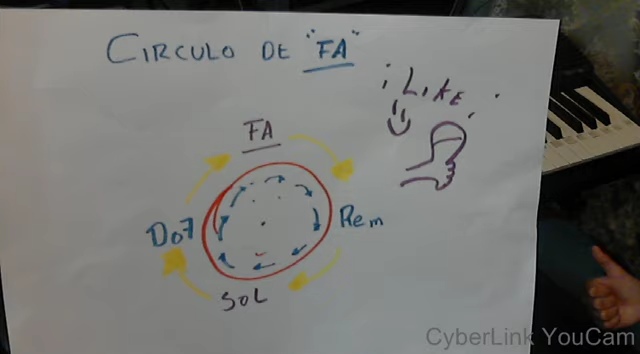 CIRCULO DE "FA"
¡LIKE!
FA
Do7
Rem
SOL
CyberLink YouCam